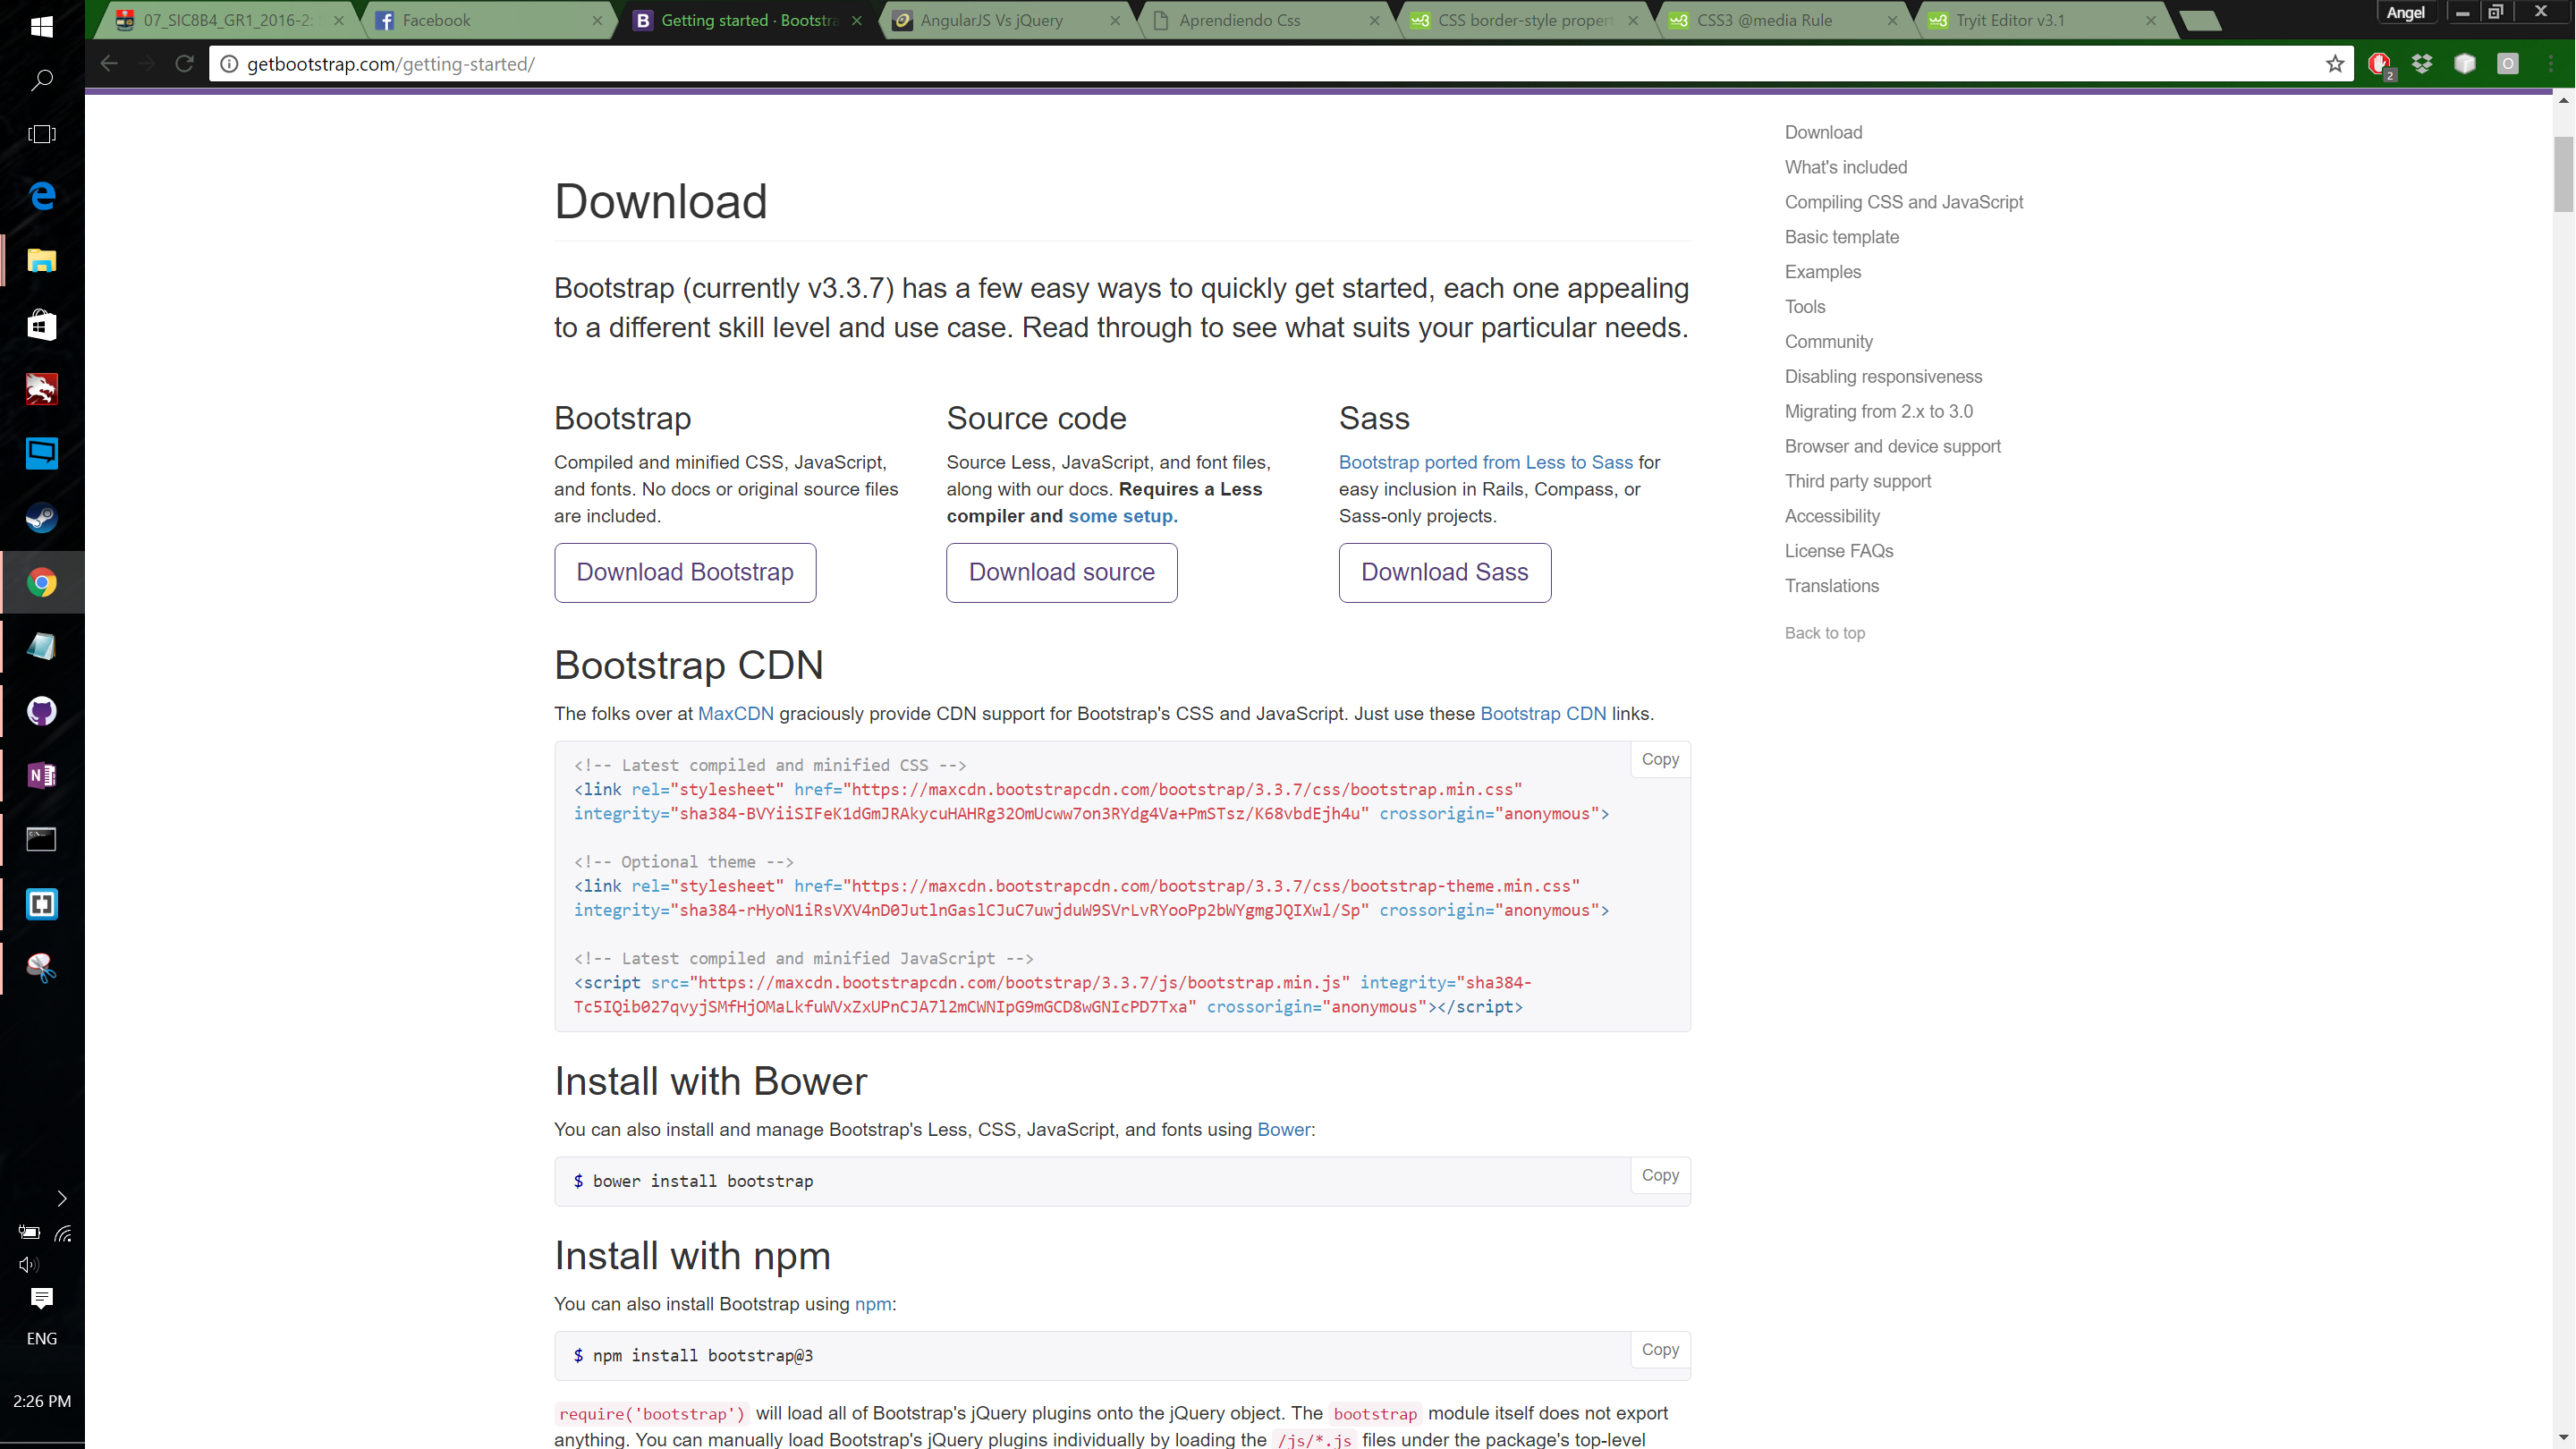 07_SIC8B4_GR1_2016-2:
Facebook
Getting started · Bootstra
AngularJS Vs jQuery
Aprendiendo Css
CSS border-style propert
CSS3 @media Rule
Tryit Editor v3.1
Angel
getbootstrap.com/getting-started/
2
O
Download
Bootstrap (currently v3.3.7) has a few easy ways to quickly get started, each one appealing
to a different skill level and use case. Read through to see what suits your particular needs.
Bootstrap
Compiled and minified CSS, JavaScript,
and fonts. No docs or original source files
are included.
Download Bootstrap
Source code
Source Less, JavaScript, and font files,
along with our docs. Requires a Less
compiler and some setup.
Download source
Sass
Bootstrap ported from Less to Sass for
easy inclusion in Rails, Compass, or
Sass-only projects.
Download Sass
Bootstrap CDN
The folks over at MaxCDN graciously provide CDN support for Bootstrap's CSS and JavaScript. Just use these Bootstrap CDN links.
Copy
<!-- Latest compiled and minified CSS -->
<link rel="stylesheet" href="https://maxcdn.bootstrapcdn.com/bootstrap/3.3.7/css/bootstrap.min.css"
integrity="sha384-BVYiiSIFeK1dGmJRAkycuHAHRg32OmUcww7on3RYdg4Va+PmSTsz/K68vbdEjh4u" crossorigin="anonymous">
<!-- Optional theme -->
<link rel="stylesheet" href="https://maxcdn.bootstrapcdn.com/bootstrap/3.3.7/css/bootstrap-theme.min.css"
integrity="sha384-rHyoN1iRsVXV4nD0JutlnGaslCJuC7uwjduW9SVrLvRYooPp2bWYgmgJQIXwl/Sp" crossorigin="anonymous">
<!-- Latest compiled and minified JavaScript -->
<script src="https://maxcdn.bootstrapcdn.com/bootstrap/3.3.7/js/bootstrap.min.js" integrity="sha384-
Tc5IQib027qvyjSMfHjOMaLkfuWVxZxUPnCJA7l2mCWNIpG9mGCD8wGNIcPD7Txa" crossorigin="anonymous"></script>
Install with Bower
You can also install and manage Bootstrap's Less, CSS, JavaScript, and fonts using Bower:
Copy
$ bower install bootstrap
Install with npm
You can also install Bootstrap using npm:
Copy
$ npm install bootstrap@3
require('bootstrap') will load all of Bootstrap's jQuery plugins onto the jQuery object. The bootstrap module itself does not export
anything. You can manually load Bootstrap's jQuery plugins individually by loading the /js/*.js files under the package's top-level
Download
What's included
Compiling CSS and JavaScript
Basic template
Examples
Tools
Community
Disabling responsiveness
Migrating from 2.x to 3.0
Browser and device support
Third party support
Accessibility
License FAQs
Translations
Back to top
ENG
2:26 PM